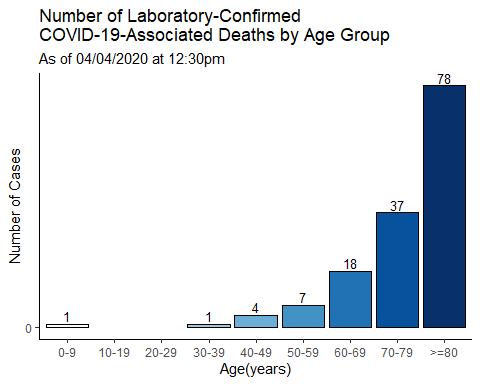 Number of Laboratory-Confirmed
COVID-19-Associated Deaths by Age Group
As of 04/04/2020 at 12:30pm
Number of Cases
78
37
18
7
4
1
1
0
0-9 10-19 20-29 30-39 40-49 50-59 60-69 70-79 >=80
Age(years)